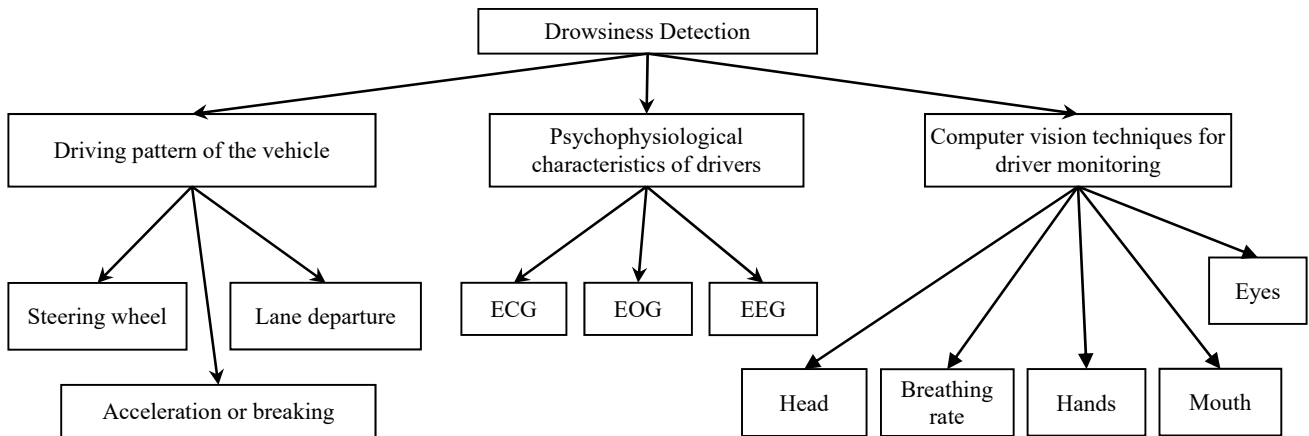 Drowsiness Detection
Driving pattern of the vehicle
Psychophysiological
characteristics of drivers
Computer vision techniques for
driver monitoring
Steering wheel
Lane departure
Acceleration or breaking
ECG
EOG
EEG
Eyes
Head
Breathing
rate
Hands
Mouth